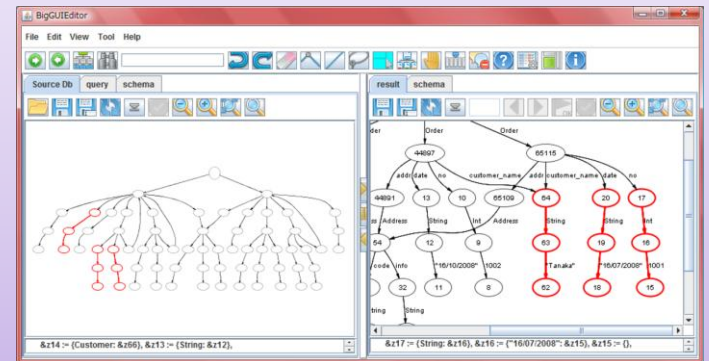 BigGUIEditor
File Edit View Tool Help
Source Db query schema
result schema
der Order Order
44897 65115
addr date no customer_name addr customer_name date no
44891 13 10 65109 64 20 17
ss Address String Int Address String String Int
54 12 9 63 19 16
code info "16/10/2008" 1002 "Tanaka" "16/07/2008" 1001
32 11 8 62 18 15
tring String
&z14 := {Customer: &z66}, &z13 := {String: &z12},
&z17 := {String: &z16}, &z16 := {"16/07/2008": &z15}, &z15 := {},